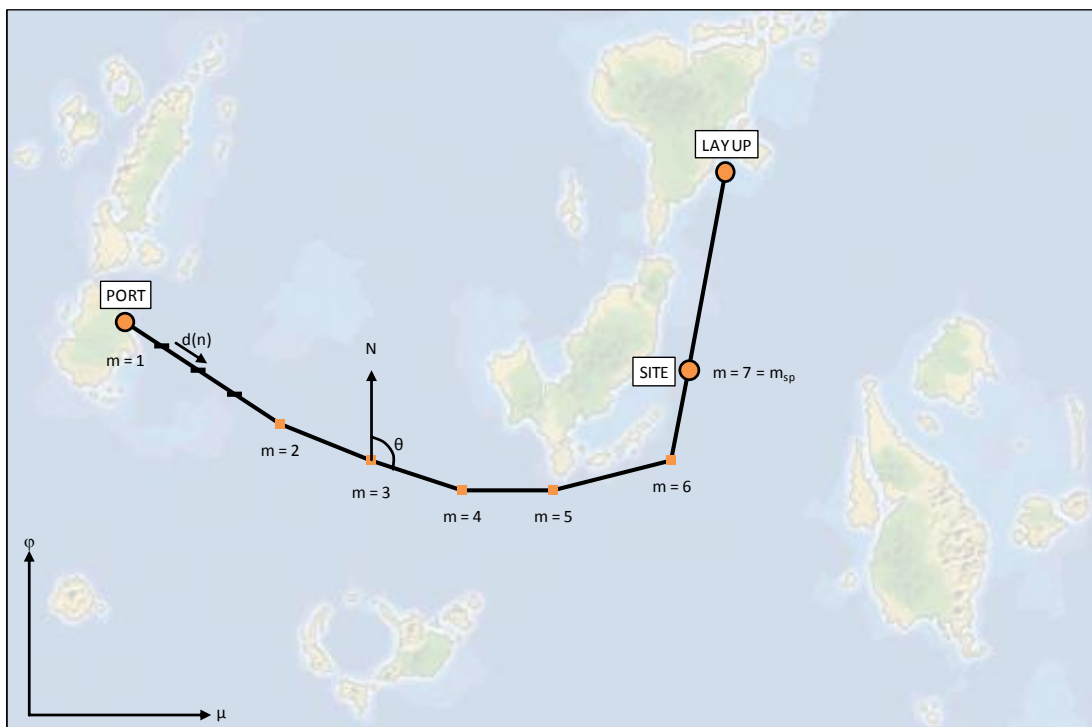 LAY UP
PORT
d(n)
m = 1
N
SITE
m = 7 = m_sp
θ
m = 2
m = 3
m = 6
m = 4
m = 5
φ
μ